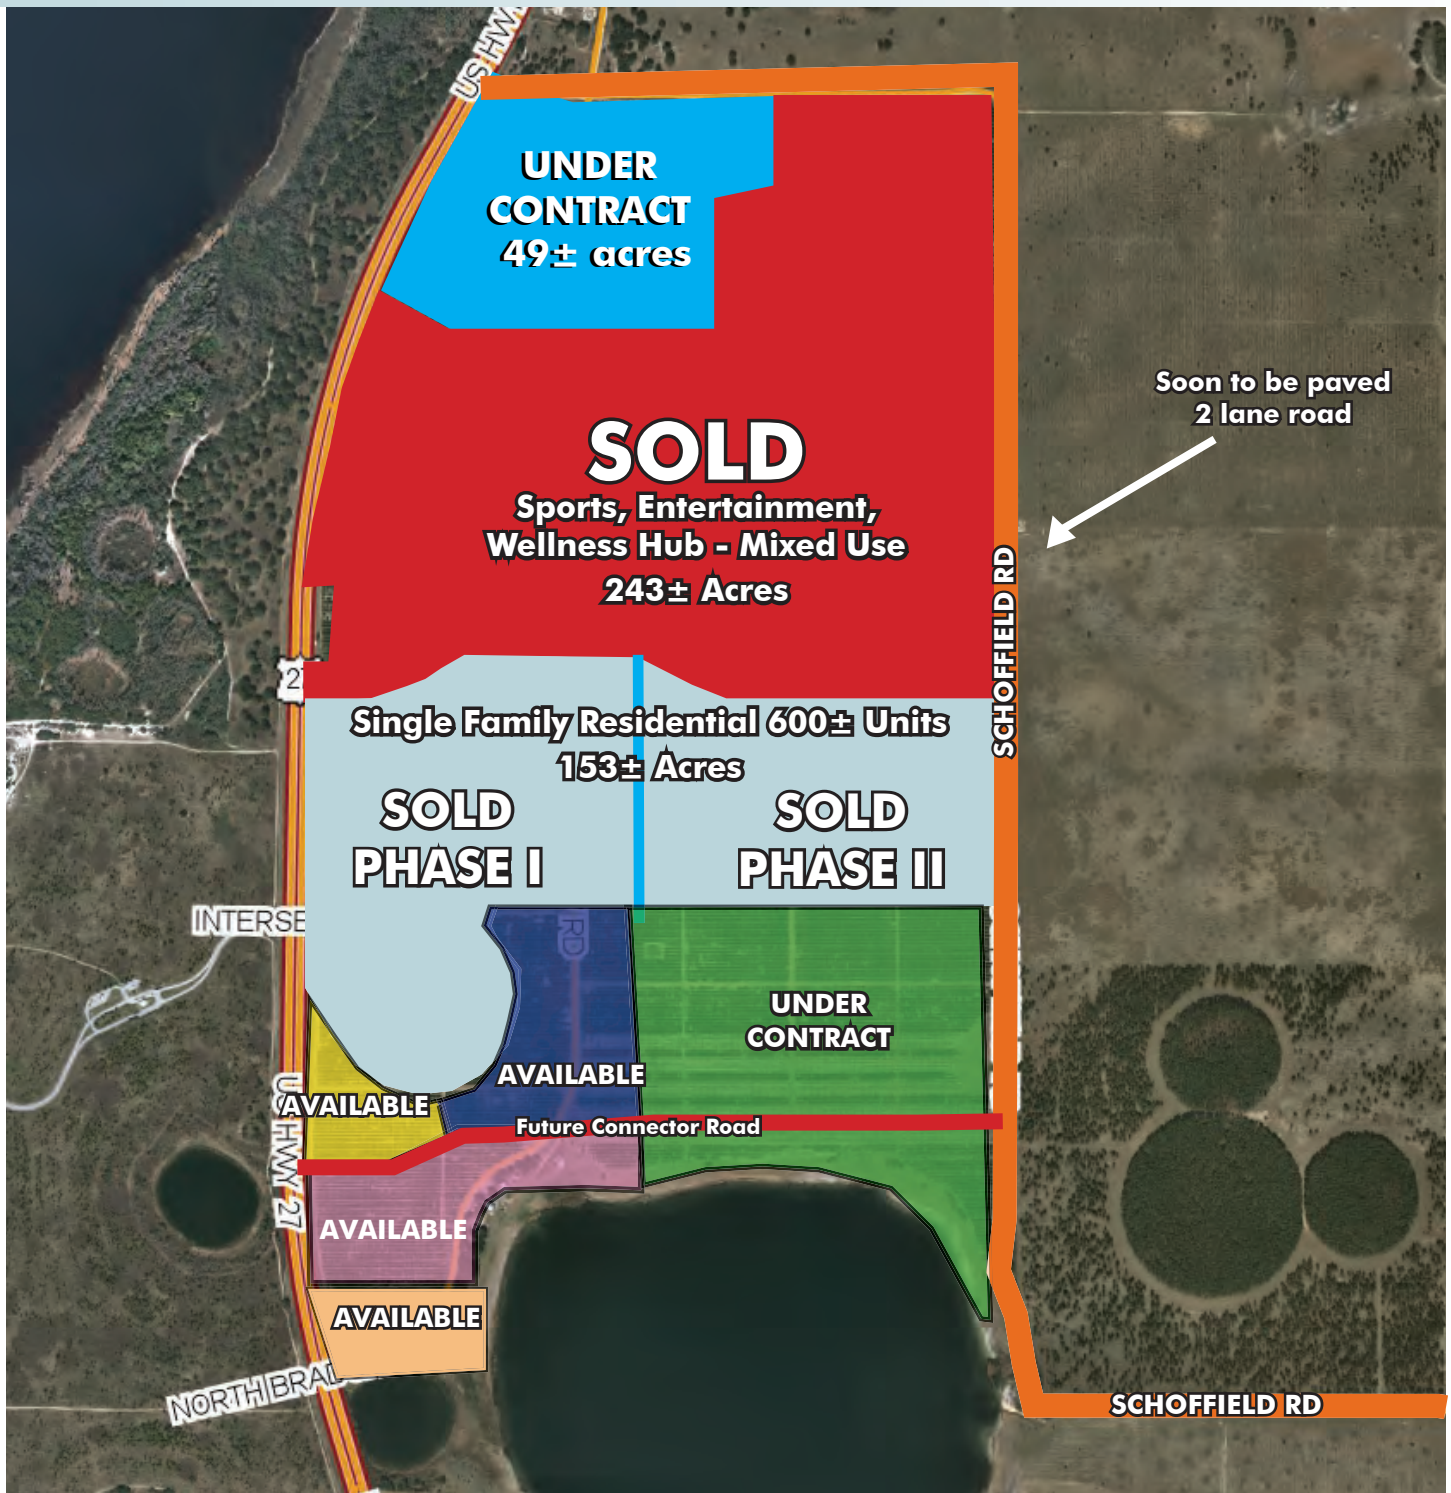 US HW
UNDER
CONTRACT
49± acres
Soon to be paved
2 lane road
SOLD
Sports, Entertainment,
Wellness Hub - Mixed Use
243± Acres
SCHOFFIELD RD
2
Single Family Residential 600± Units
153± Acres
SOLD
PHASE I
SOLD
PHASE II
INTERSE
RD
UNDER
CONTRACT
AVAILABLE
AVAILABLE
Future Connector Road
US HWY 27
AVAILABLE
AVAILABLE
NORTH BRAD
SCHOFFIELD RD